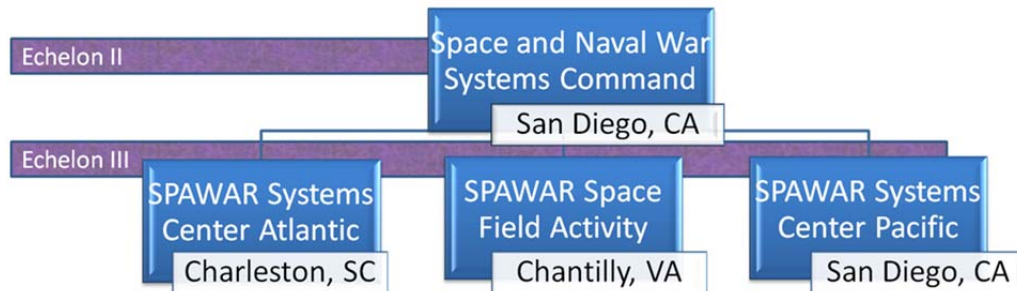 Echelon II
Space and Naval War
Systems Command
San Diego, CA
Echelon III
SPAWAR Systems
Center Atlantic
Charleston, SC
SPAWAR Space
Field Activity
Chantilly, VA
SPAWAR Systems
Center Pacific
San Diego, CA